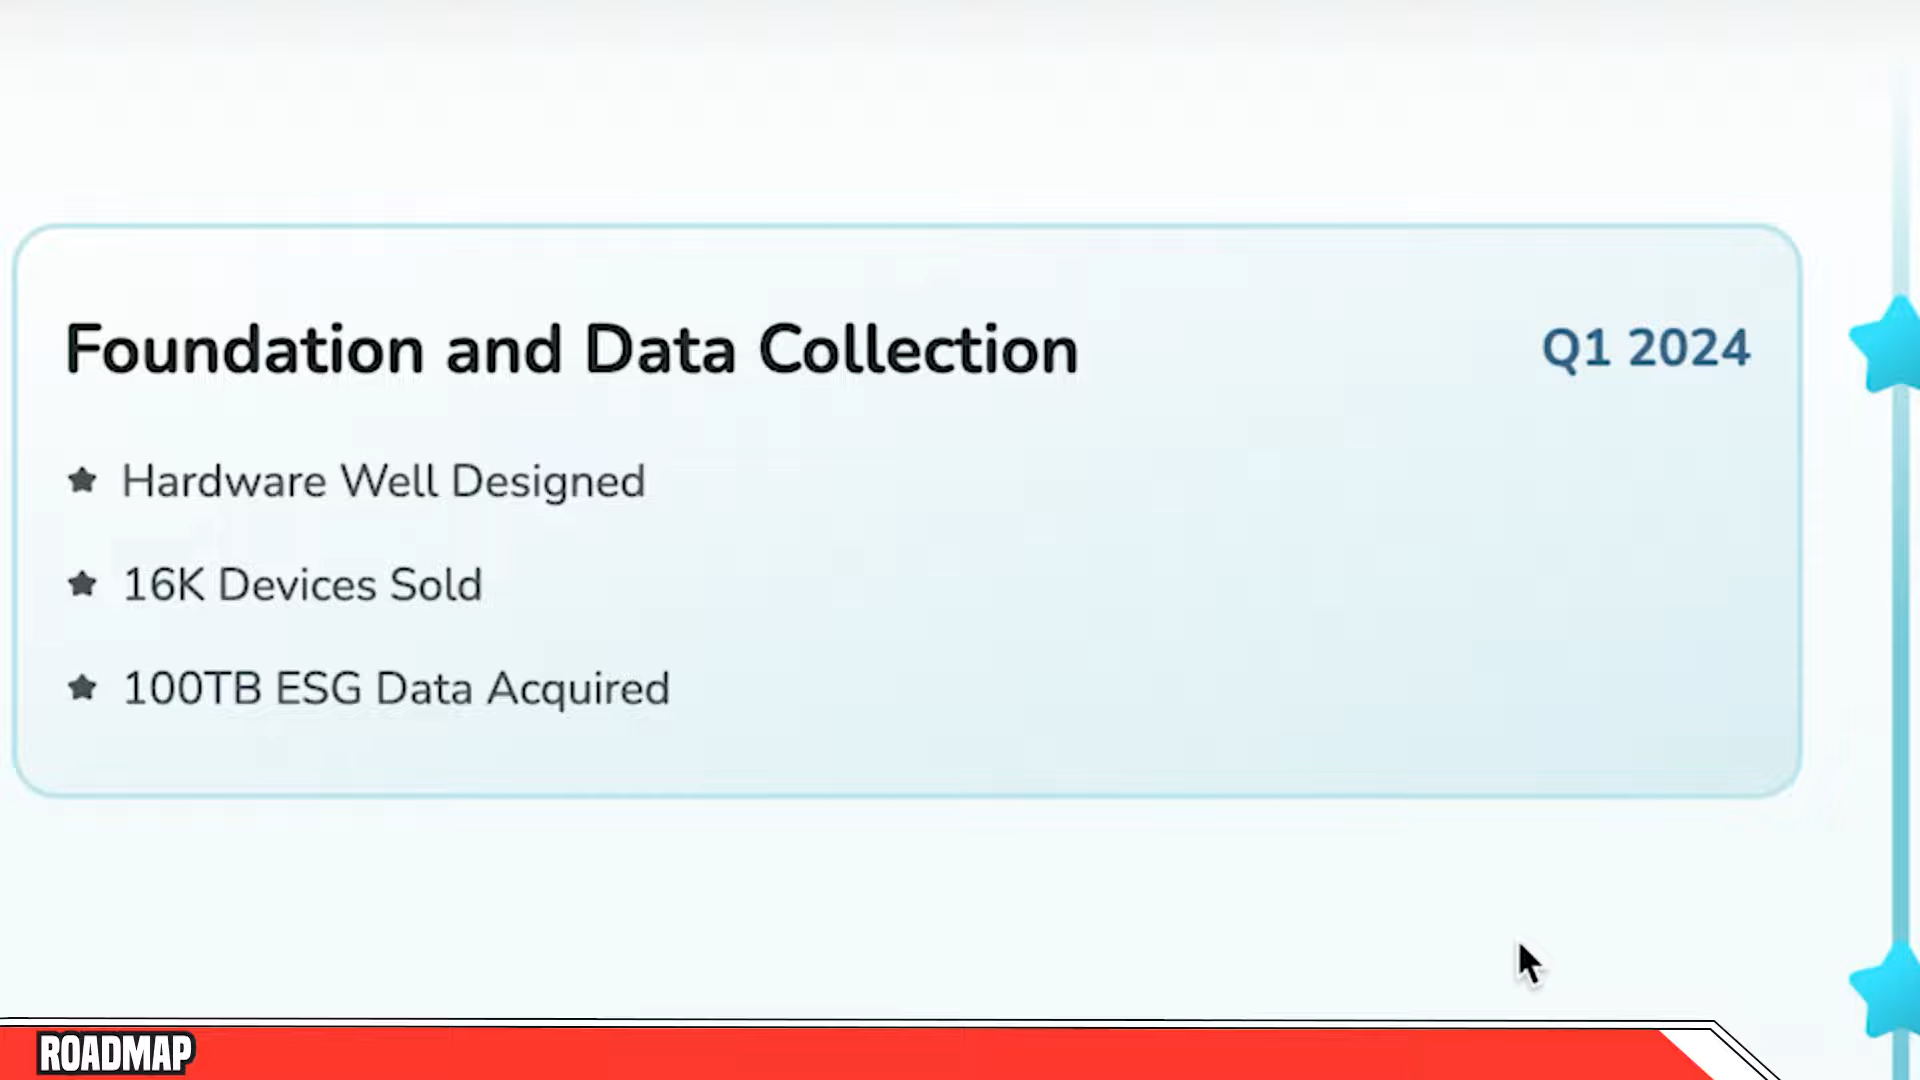 Foundation and Data Collection
Q1 2024
Hardware Well Designed
16K Devices Sold
100TB ESG Data Acquired
ROADMAP